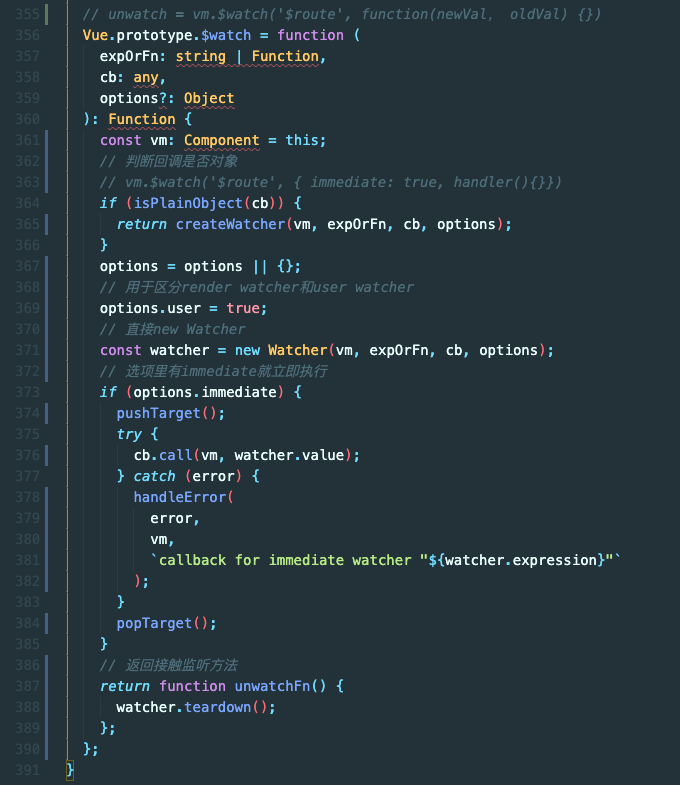 355 // unwatch = vm.$watch('$route', function(newVal, oldVal) {})
356 Vue.prototype.$watch = function (
357 expOrFn: string | Function,
358 cb: any,
359 options?: Object
360 ): Function {
361 const vm: Component = this;
362 // 判断回调是否对象
363 // vm.$watch('$route', { immediate: true, handler(){}})
364 if (isPlainObject(cb)) {
365 return createWatcher(vm, expOrFn, cb, options);
366 }
367 options = options || {};
368 // 用于区分render watcher和user watcher
369 options.user = true;
370 // 直接new Watcher
371 const watcher = new Watcher(vm, expOrFn, cb, options);
372 // 选项里有immediate就立即执行
373 if (options.immediate) {
374 pushTarget();
375 try {
376 cb.call(vm, watcher.value);
377 } catch (error) {
378 handleError(
379 error,
380 vm,
381 `callback for immediate watcher "${watcher.expression}"`
382 );
383 }
384 popTarget();
385 }
386 // 返回接触监听方法
387 return function unwatchFn() {
388 watcher.teardown();
389 };
390 };
391 }